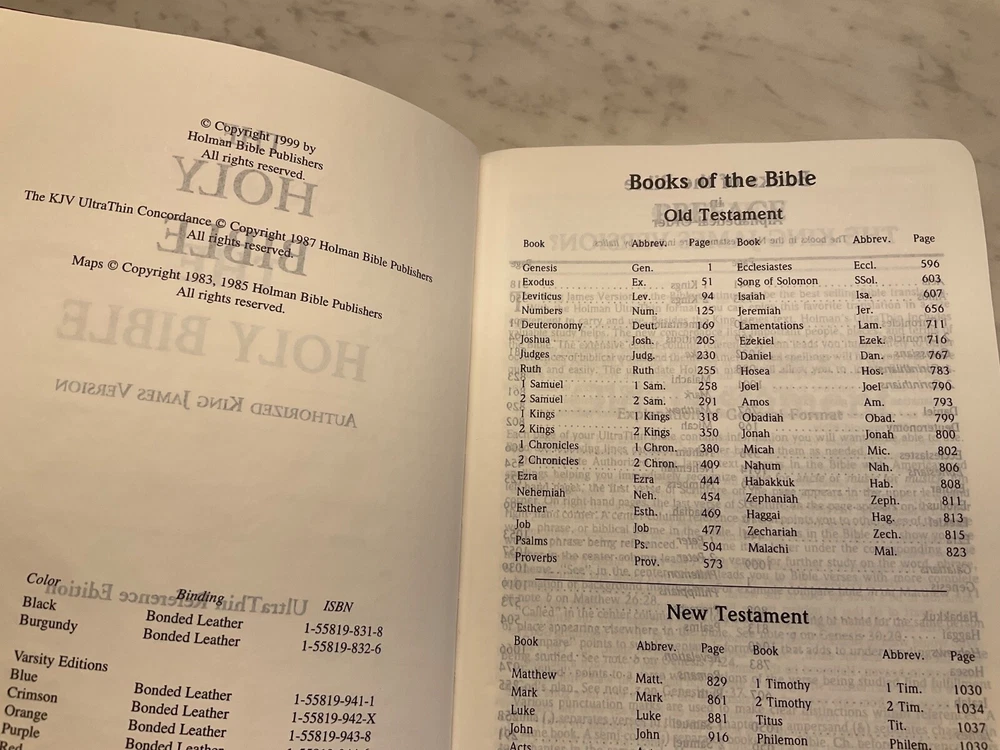 © Copyright 1999 by
Holman Bible Publishers
All rights reserved.
The KJV UltraThin Concordance © 1987 Holman Bible Publishers
All rights reserved.
Maps © Copyright 1983, 1985 Holman Bible Publishers
All rights reserved.
Color Binding ISBN
Black Bonded Leather 1-55819-831-8
Burgundy Bonded Leather 1-55819-832-6
Varsity Editions
Blue Bonded Leather 1-55819-941-1
Crimson Bonded Leather 1-55819-942-X
Orange Bonded Leather 1-55819-943-8
Purple Bonded Leather
Red
Books of the Bible
Old Testament
Book Abbrev. Page Book Abbrev. Page
Genesis Gen. 1 Ecclesiastes Eccl. 596
Exodus Ex. 51 Song of Solomon SSol. 603
Leviticus Lev. 94 Isaiah Isa. 607
Numbers Num. 125 Jeremiah Jer. 656
Deuteronomy Deut. 169 Lamentations Lam. 711
Joshua Josh. 205 Ezekiel Ezek. 716
Judges Judg. 230 Daniel Dan. 767
Ruth Ruth 255 Hosea Hos. 783
1 Samuel 1 Sam. 258 Joel Joel 790
2 Samuel 2 Sam. 291 Amos Am. 793
1 Kings 1 Kings 318 Obadiah Obad. 799
2 Kings 2 Kings 350 Jonah Jonah 800
1 Chronicles 1 Chron. 380 Micah Mic. 802
2 Chronicles 2 Chron. 409 Nahum Nah. 806
Ezra Ezra 444 Habakkuk Hab. 808
Nehemiah Neh. 454 Zephaniah Zeph. 811
Esther Esth. 469 Haggai Hag. 813
Job Job 477 Zechariah Zech. 815
Psalms Ps. 504 Malachi Mal. 823
Proverbs Prov. 573
New Testament
Book Abbrev. Page Book Abbrev. Page
Matthew Matt. 829 1 Timothy 1 Tim. 1030
Mark Mark 861 2 Timothy 2 Tim. 1034
Luke Luke 881 Titus Tit. 1037
John John 916 Philemon Philem. 1039
Acts